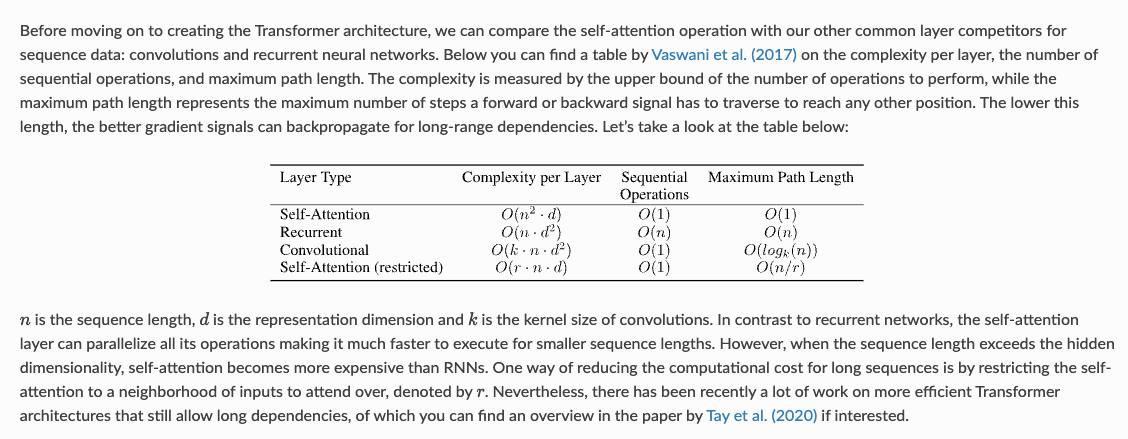 Before moving on to creating the Transformer architecture, we can compare the self-attention operation with our other common layer competitors for
sequence data: convolutions and recurrent neural networks. Below you can find a table by Vaswani et al. (2017) on the complexity per layer, the number of
sequential operations, and maximum path length. The complexity is measured by the upper bound of the number of operations to perform, while the
maximum path length represents the maximum number of steps a forward or backward signal has to traverse to reach any other position. The lower this
length, the better gradient signals can backpropagate for long-range dependencies. Let's take a look at the table below:
Layer Type Complexity per Layer Sequential Maximum Path Length
Operations
Self-Attention O(n² · d) O(1) O(1)
Recurrent O(n · d²) O(n) O(n)
Convolutional O(k · n · d²) O(1) O(logₖ(n))
Self-Attention (restricted) O(r · n · d) O(1) O(n/r)
n is the sequence length, d is the representation dimension and k is the kernel size of convolutions. In contrast to recurrent networks, the self-attention
layer can parallelize all its operations making it much faster to execute for smaller sequence lengths. However, when the sequence length exceeds the hidden
dimensionality, self-attention becomes more expensive than RNNs. One way of reducing the computational cost for long sequences is by restricting the self-
attention to a neighborhood of inputs to attend over, denoted by r. Nevertheless, there has been recently a lot of work on more efficient Transformer
architectures that still allow long dependencies, of which you can find an overview in the paper by Tay et al. (2020) if interested.